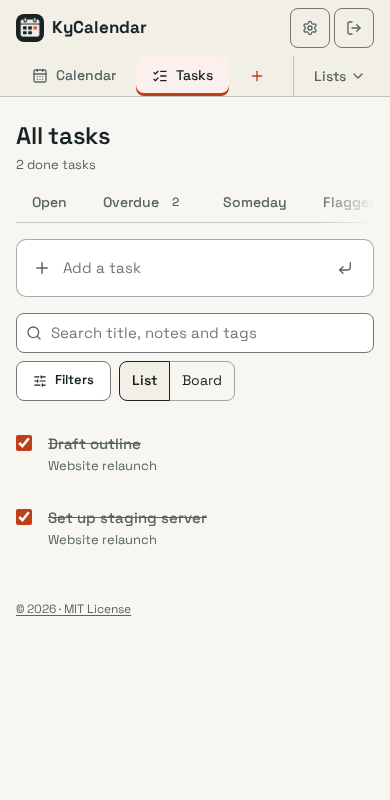 KyCalendar
Calendar
Tasks
Lists
All tasks
2 done tasks
Open
Overdue 2
Someday
Flagge
Add a task
Search title, notes and tags
Filters
List
Board
Draft outline
Website relaunch
Set up staging server
Website relaunch
© 2026 · MIT License